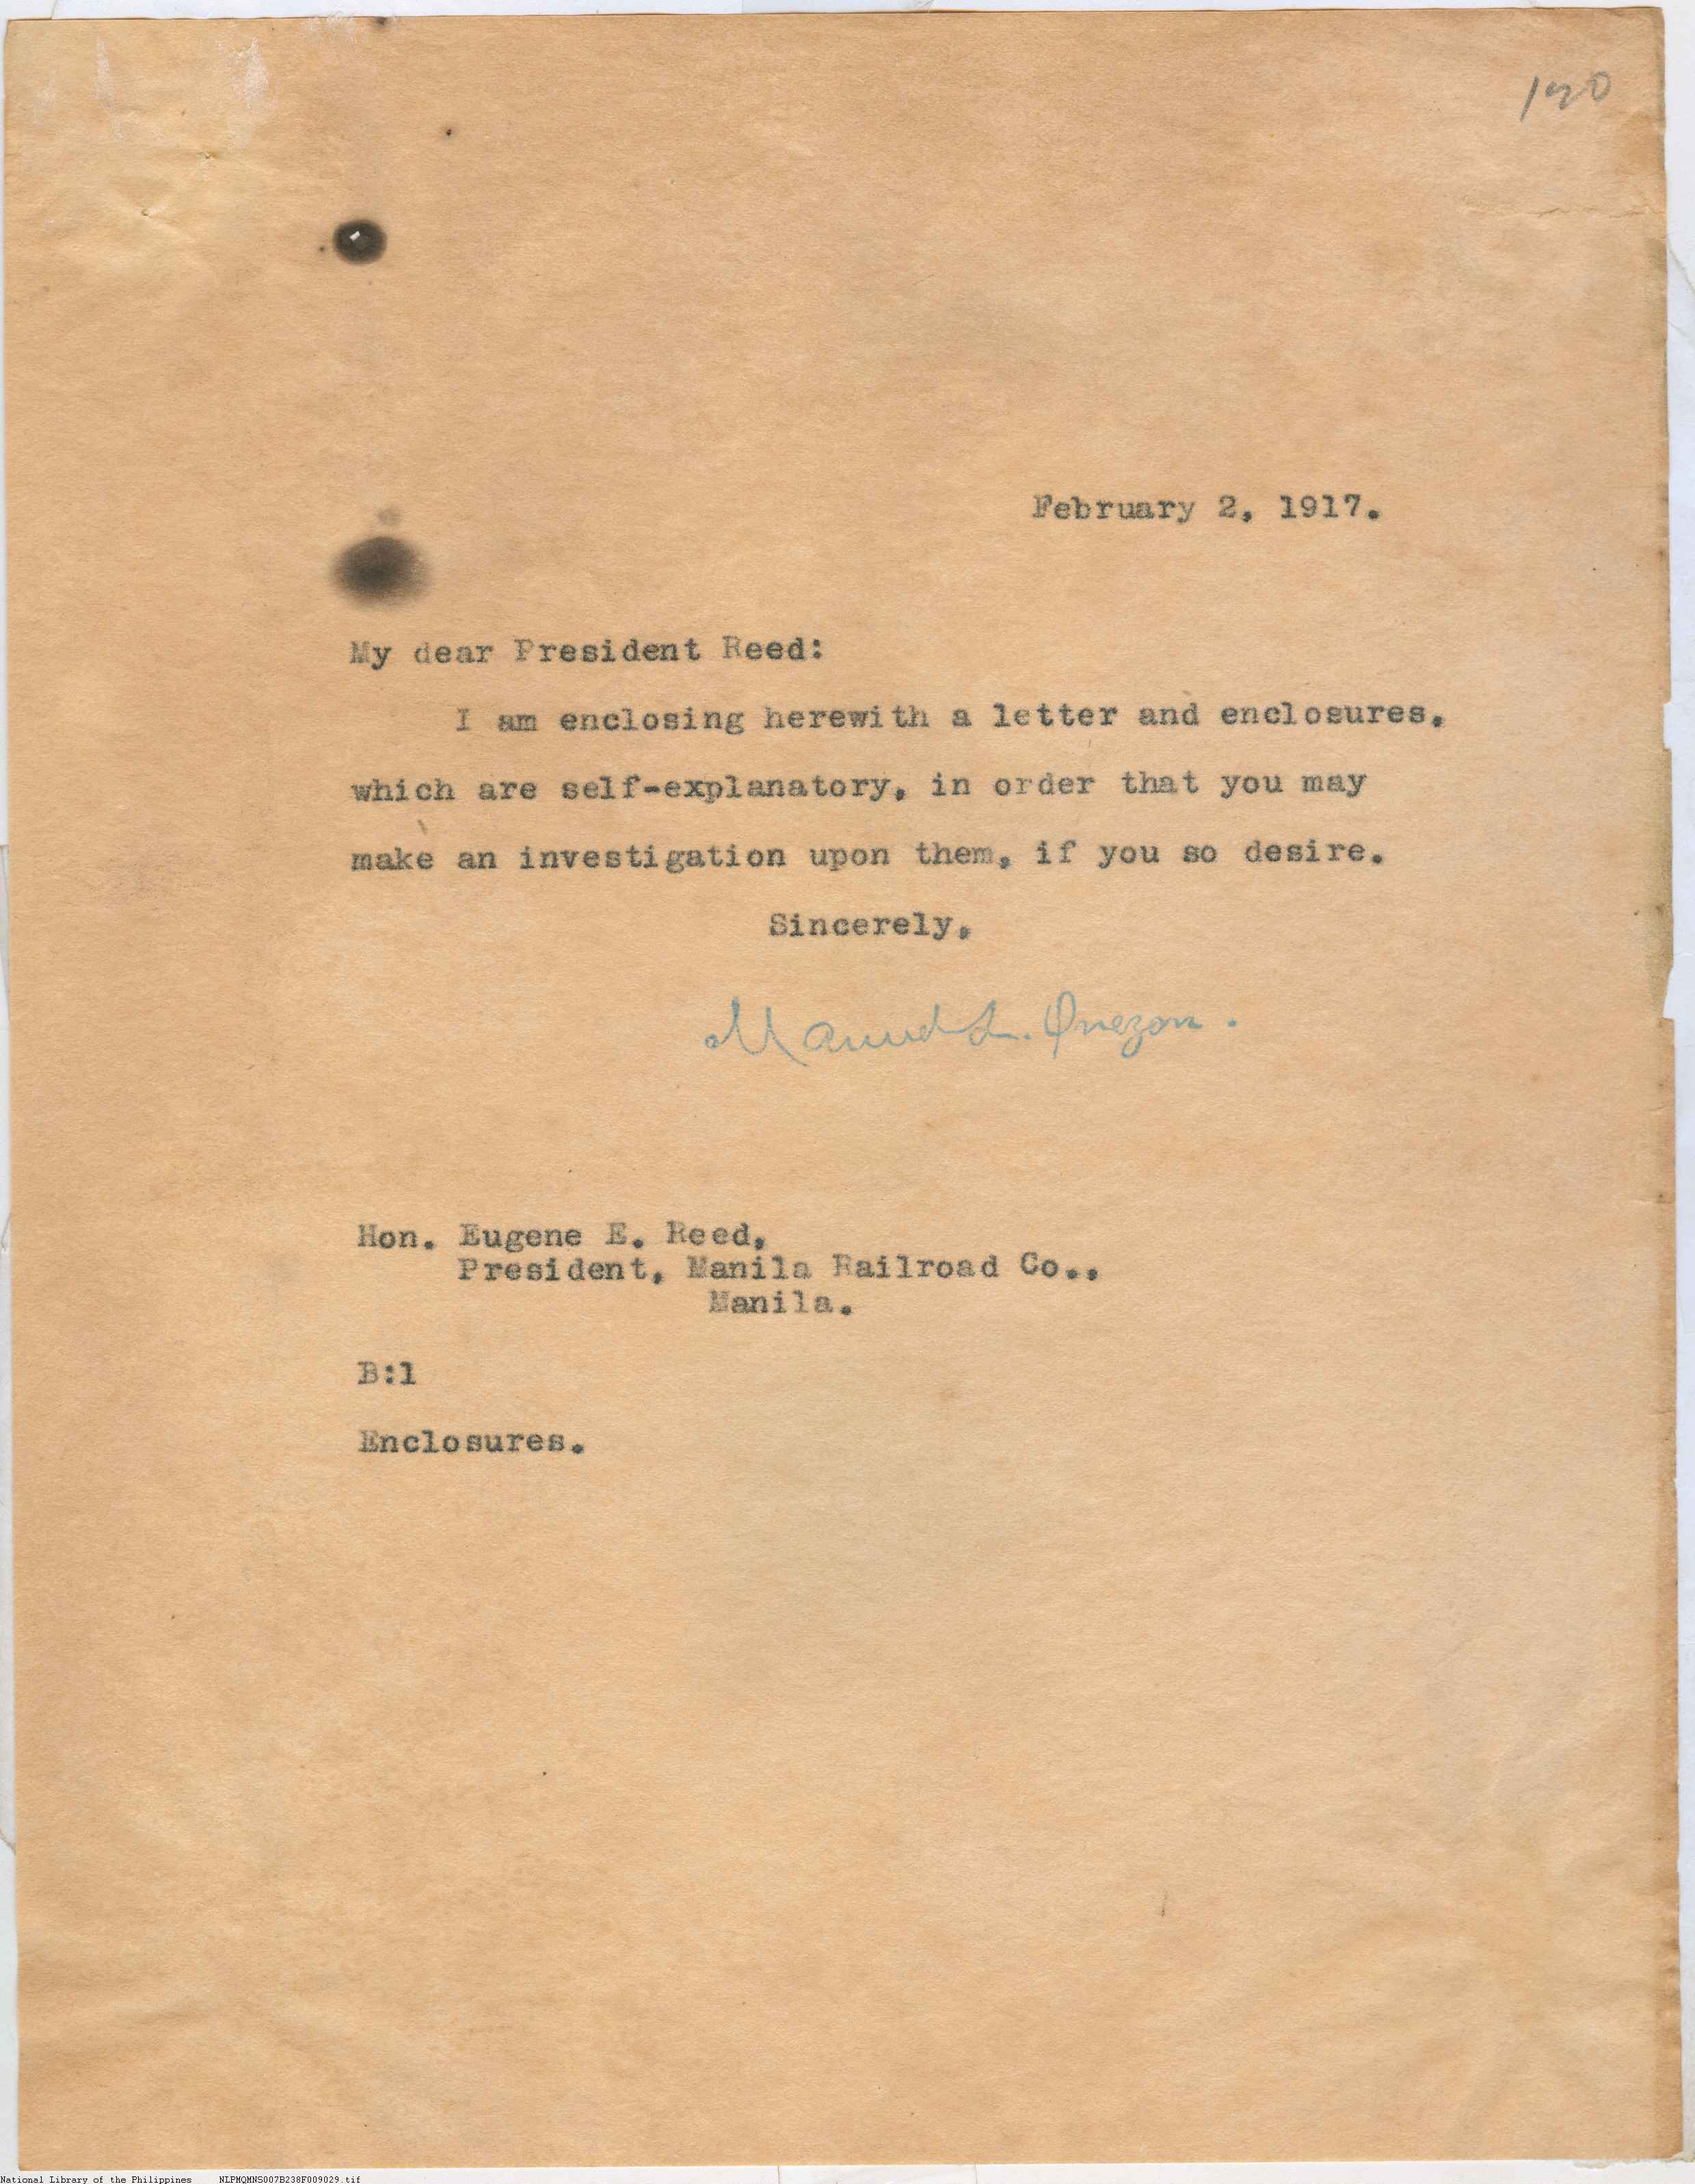 February 2, 1917.
My dear President Reed:
I am enclosing herewith a letter and enclosures,
which are self-explanatory, in order that you may
make an investigation upon them, if you so desire.
Sincerely,
Manuel L. Quezon.
Hon. Eugene E. Reed,
President, Manila Railroad Co.,
Manila.
B:l
Enclosures.
National Library of the Philippines NLPMQMNS007B238F009029.tif